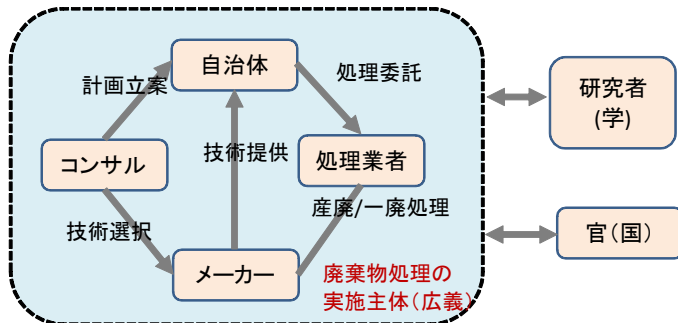 自治体
計画立案
処理委託
研究者
(学)
コンサル
技術提供
処理業者
技術選択
産廃/一廃処理
官(国)
メーカー
廃棄物処理の
実施主体(広義)